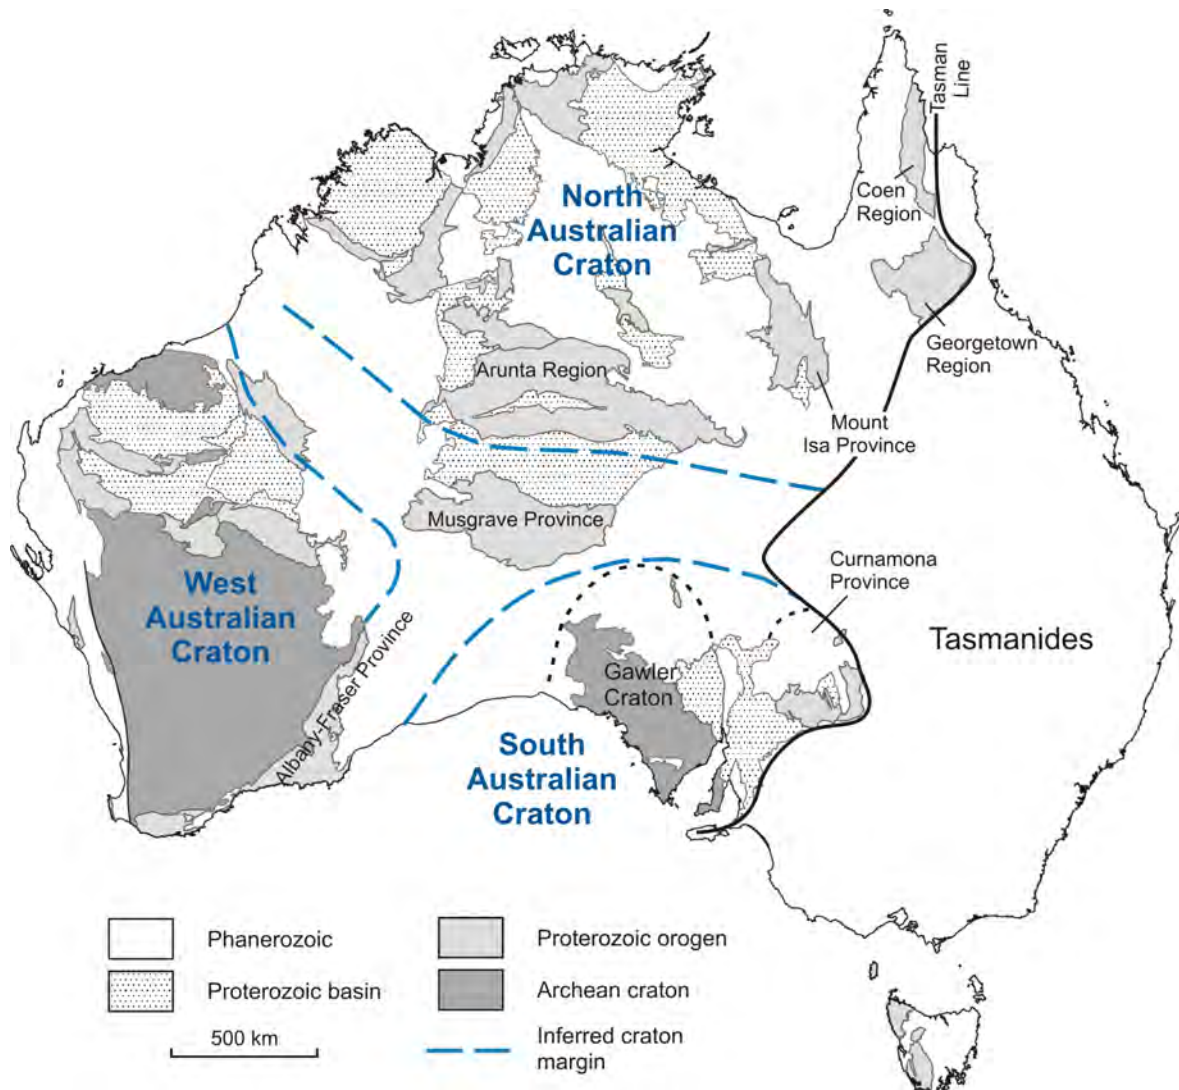 Tasman
Line
Coen
Region
North
Australian
Craton
Georgetown
Region
Arunta Region
Mount
Isa Province
Musgrave Province
Curnamona
Province
West
Australian
Craton
Tasmanides
Gawler
Craton
Albany-Fraser Province
South
Australian
Craton
Phanerozoic
Proterozoic orogen
Proterozoic basin
Archean craton
500 km
Inferred craton
margin